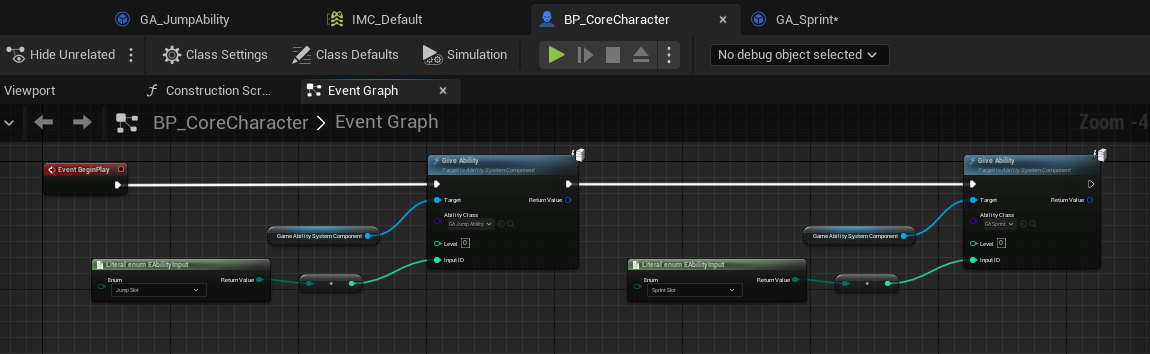 GA_JumpAbility
IMC_Default
BP_CoreCharacter
GA_Sprint*
Hide Unrelated
Class Settings
Class Defaults
Simulation
No debug object selected
Viewport
Construction Scr...
Event Graph
BP_CoreCharacter > Event Graph
Zoom -4
Event BeginPlay
Give Ability
Target is Ability System Component
Target
Return Value
Ability Class
GA Jump Ability
Level 0
Input ID
Game Ability System Component
Literal enum EAbilityInput
Enum
Return Value
Jump Slot
Give Ability
Target is Ability System Component
Target
Return Value
Ability Class
GA Sprint
Level 0
Input ID
Game Ability System Component
Literal enum EAbilityInput
Enum
Return Value
Sprint Slot